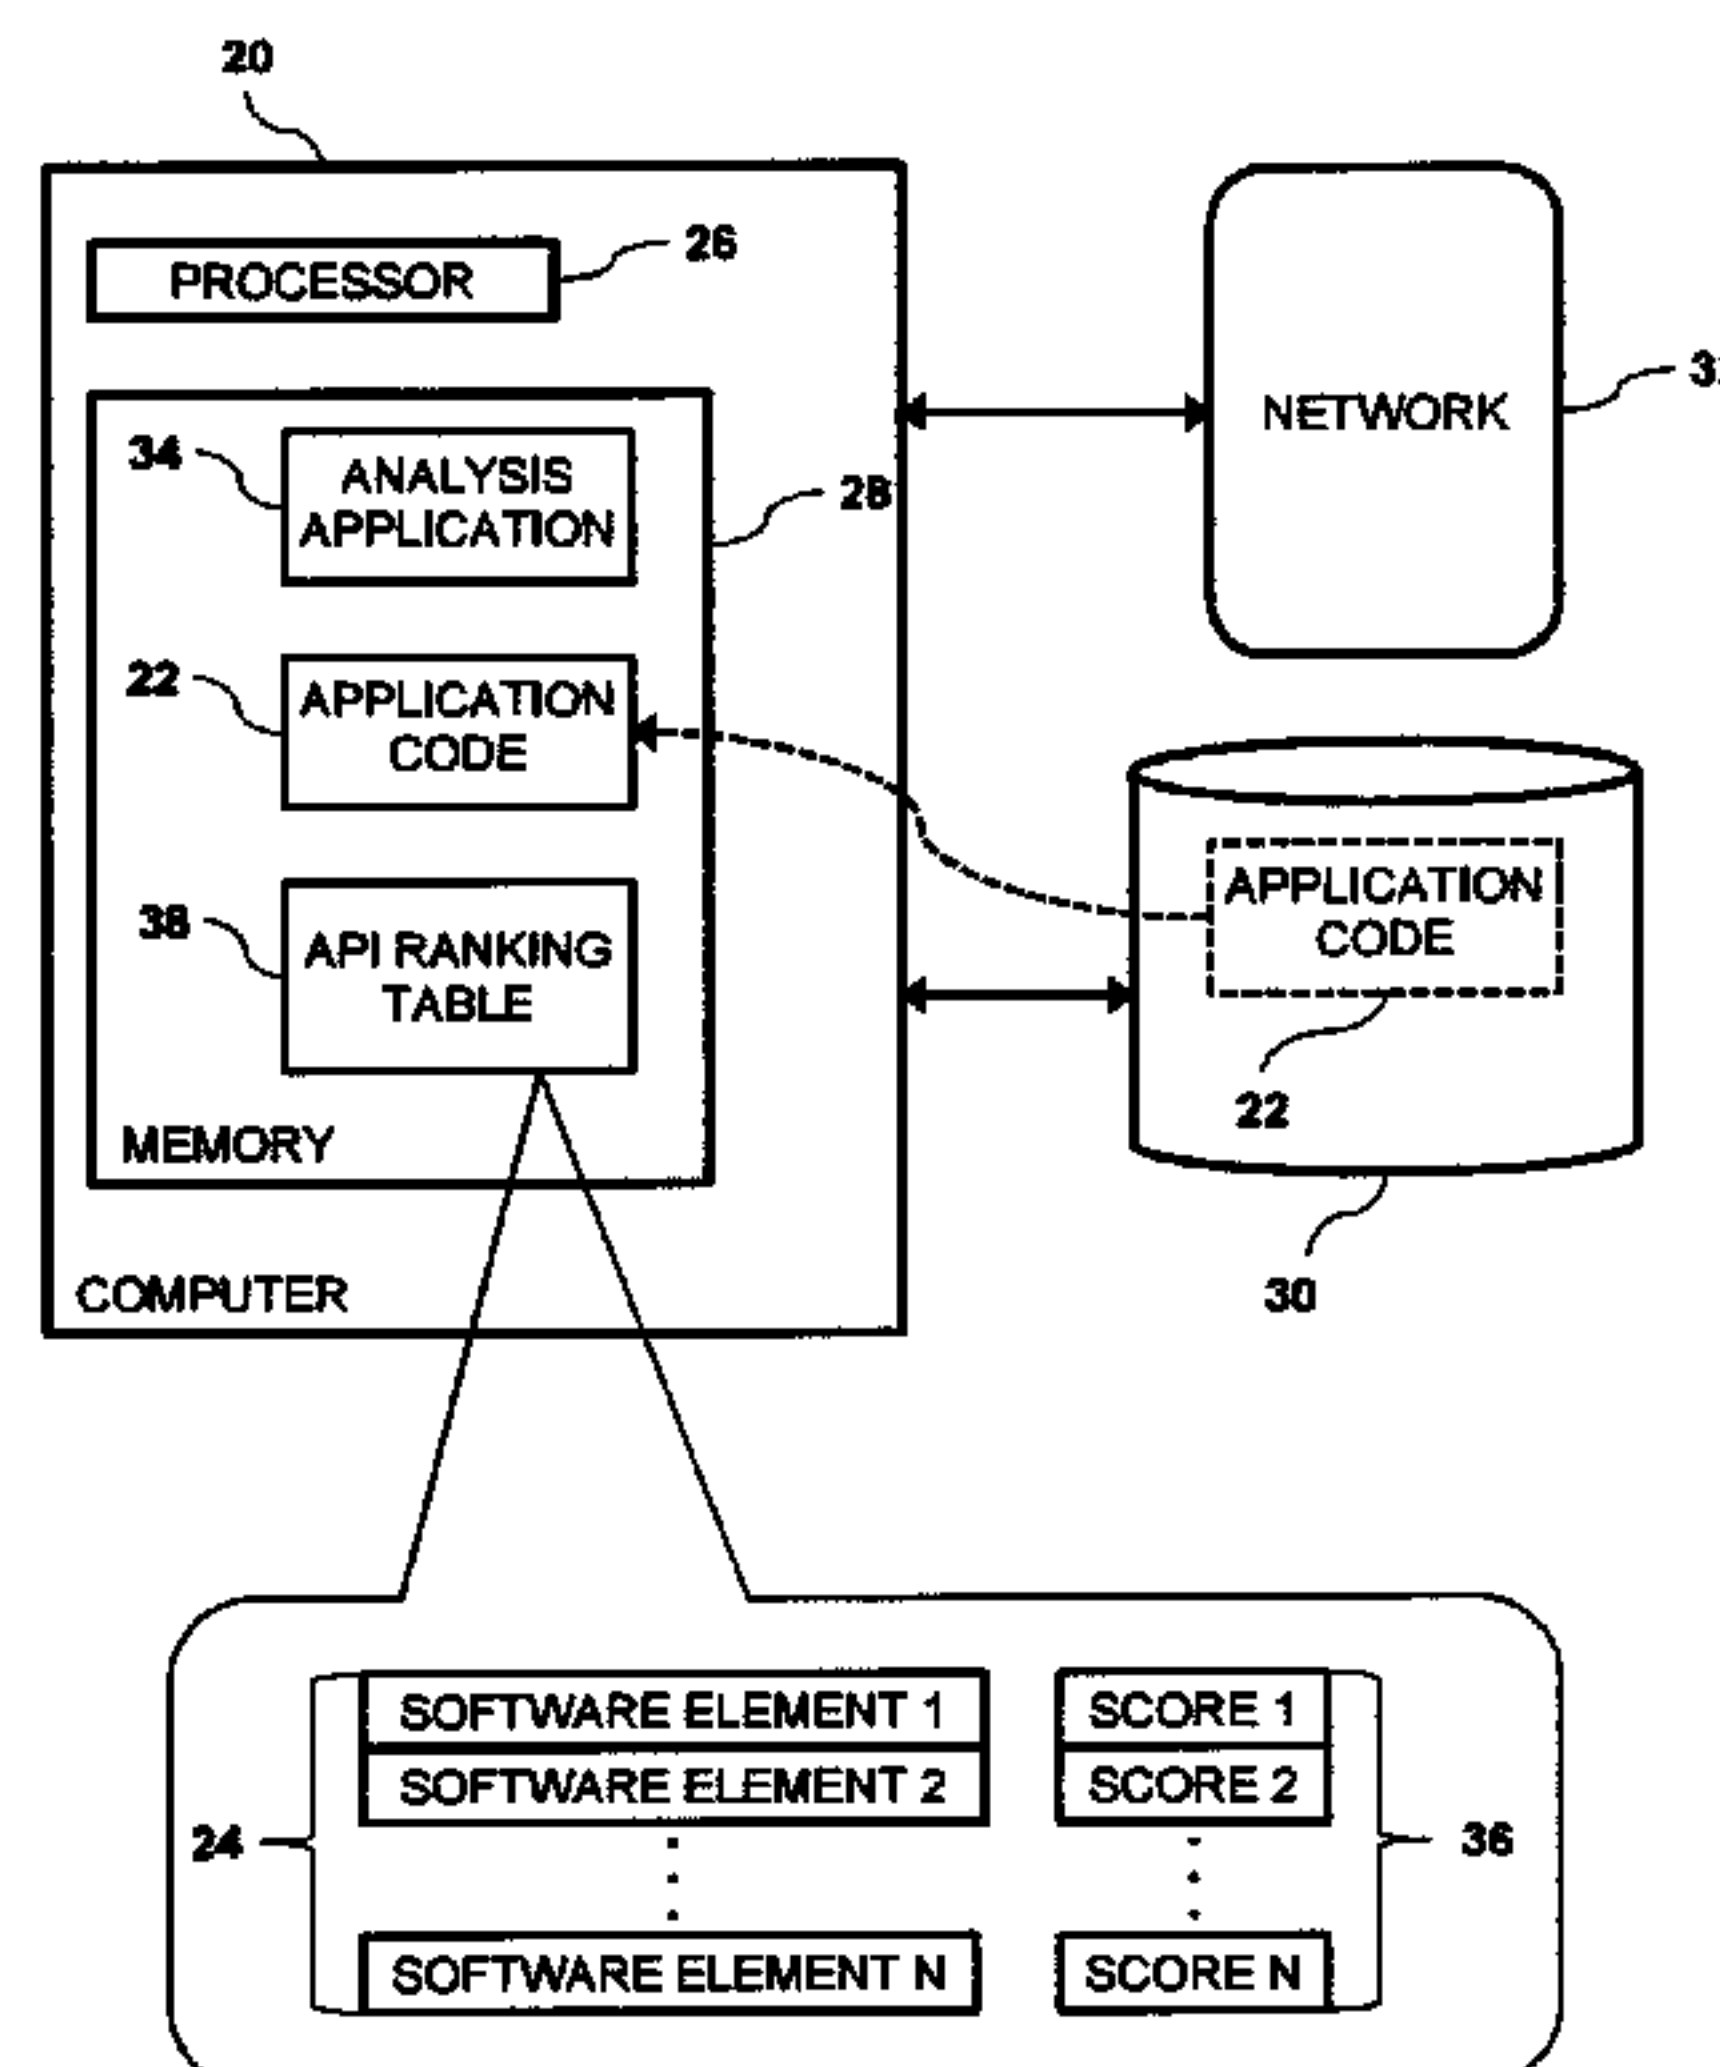 20
PROCESSOR
26
34
ANALYSIS
APPLICATION
28
22
APPLICATION
CODE
38
API RANKING
TABLE
MEMORY
COMPUTER
NETWORK
APPLICATION
CODE
22
30
SOFTWARE ELEMENT 1
SCORE 1
SOFTWARE ELEMENT 2
SCORE 2
24
36
SOFTWARE ELEMENT N
SCORE N